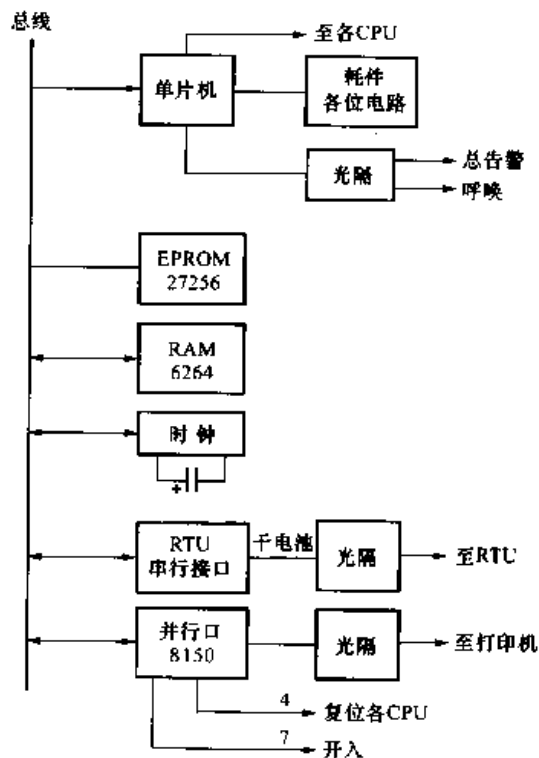 总线
至各CPU
单片机
耗件
各位电路
光隔
总告警
呼唤
EPROM
27256
RAM
6264
时钟
+
RTU
串行接口
干电池
光隔
至RTU
并行口
8150
光隔
至打印机
4
复位各CPU
7
开入